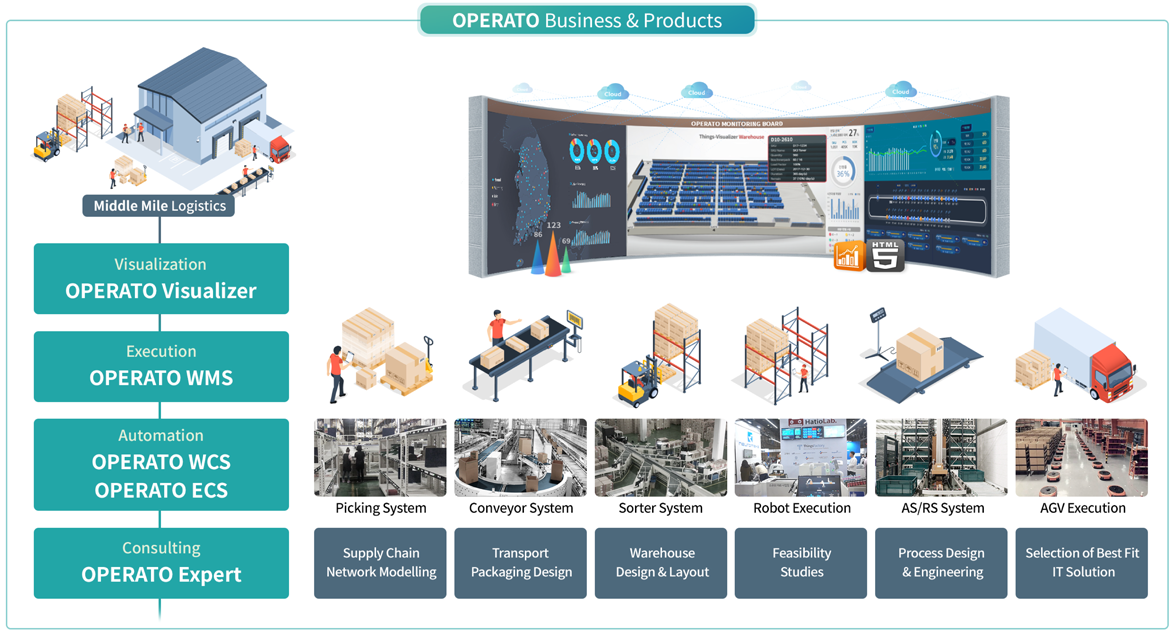 OPERATO Business & Products
Cloud
Cloud
Cloud
OPERATO MONITORING BOARD
Things-Visualizer Warehouse
27%
36%
86
123
69
HTML
5
Middle Mile Logistics
Visualization
OPERATO Visualizer
Execution
OPERATO WMS
Automation
OPERATO WCS
OPERATO ECS
Consulting
OPERATO Expert
HatioLab.
Picking System
Conveyor System
Sorter System
Robot Execution
AS/RS System
AGV Execution
Supply Chain
Network Modelling
Transport
Packaging Design
Warehouse
Design & Layout
Feasibility
Studies
Process Design
& Engineering
Selection of Best Fit
IT Solution